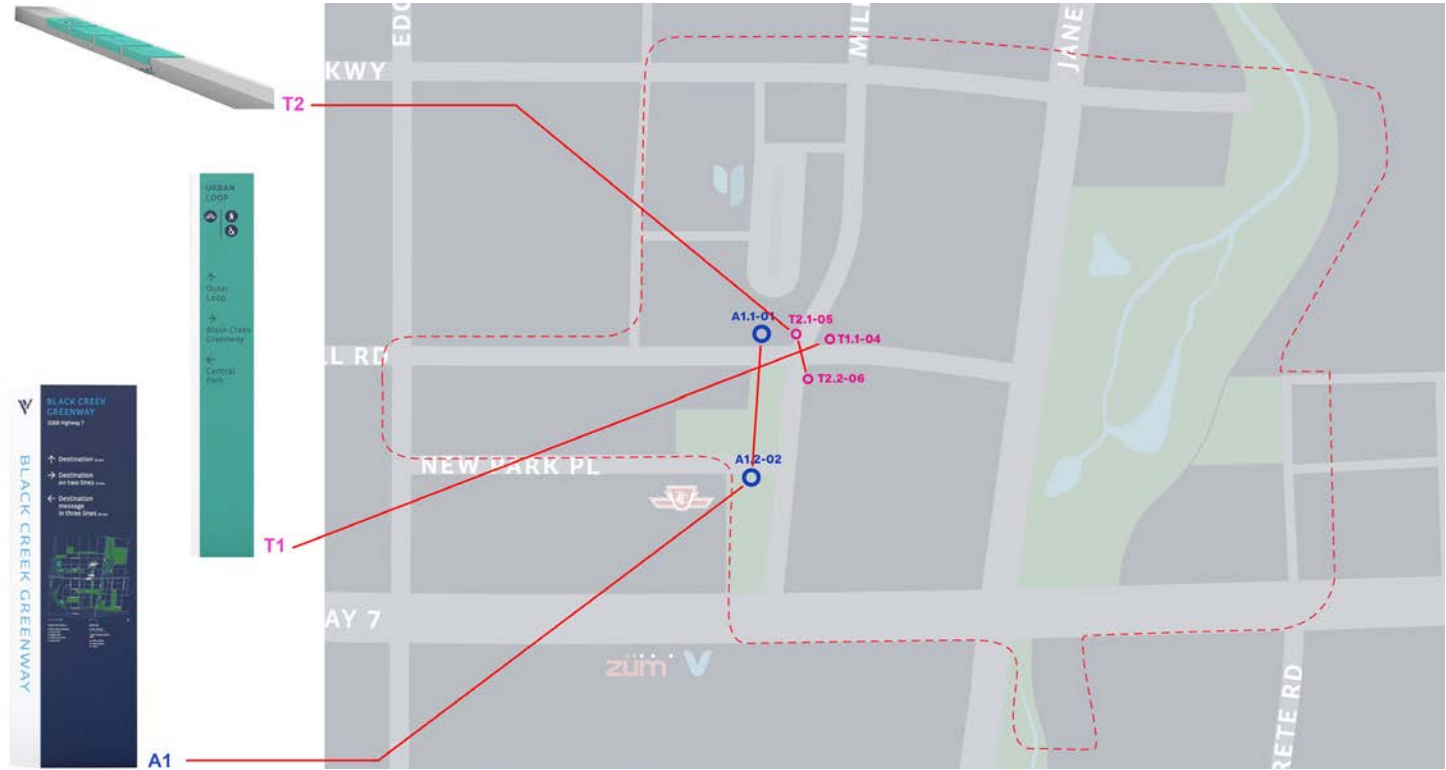 T2
URBAN
LOOP
Outer
Loop
Black Creek
Greenway
Central
Park
T1
BLACK CREEK
GREENWAY
3268 Highway 7
Destination
Destination
on two lines
Destination
message
in three lines
BLACK CREEK GREENWAY
A1
EDG
KWY
MILL
JANE
A1.1-01
T2.1-05
T1.1-04
L RD
T2.2-06
NEW PARK PL
A1.2-02
AY 7
züm
RETE RD